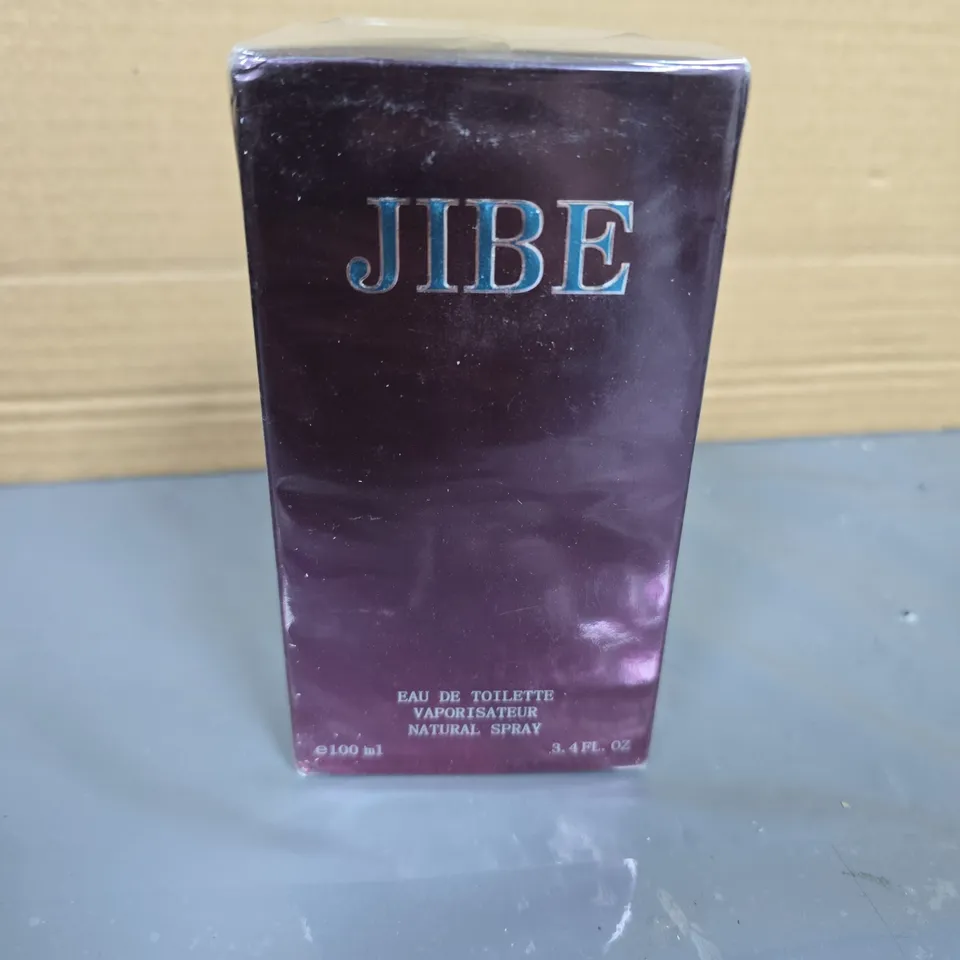 JIBE
EAU DE TOILETTE
VAPORISATEUR
NATURAL SPRAY
℮100 ml 3.4FL. OZ